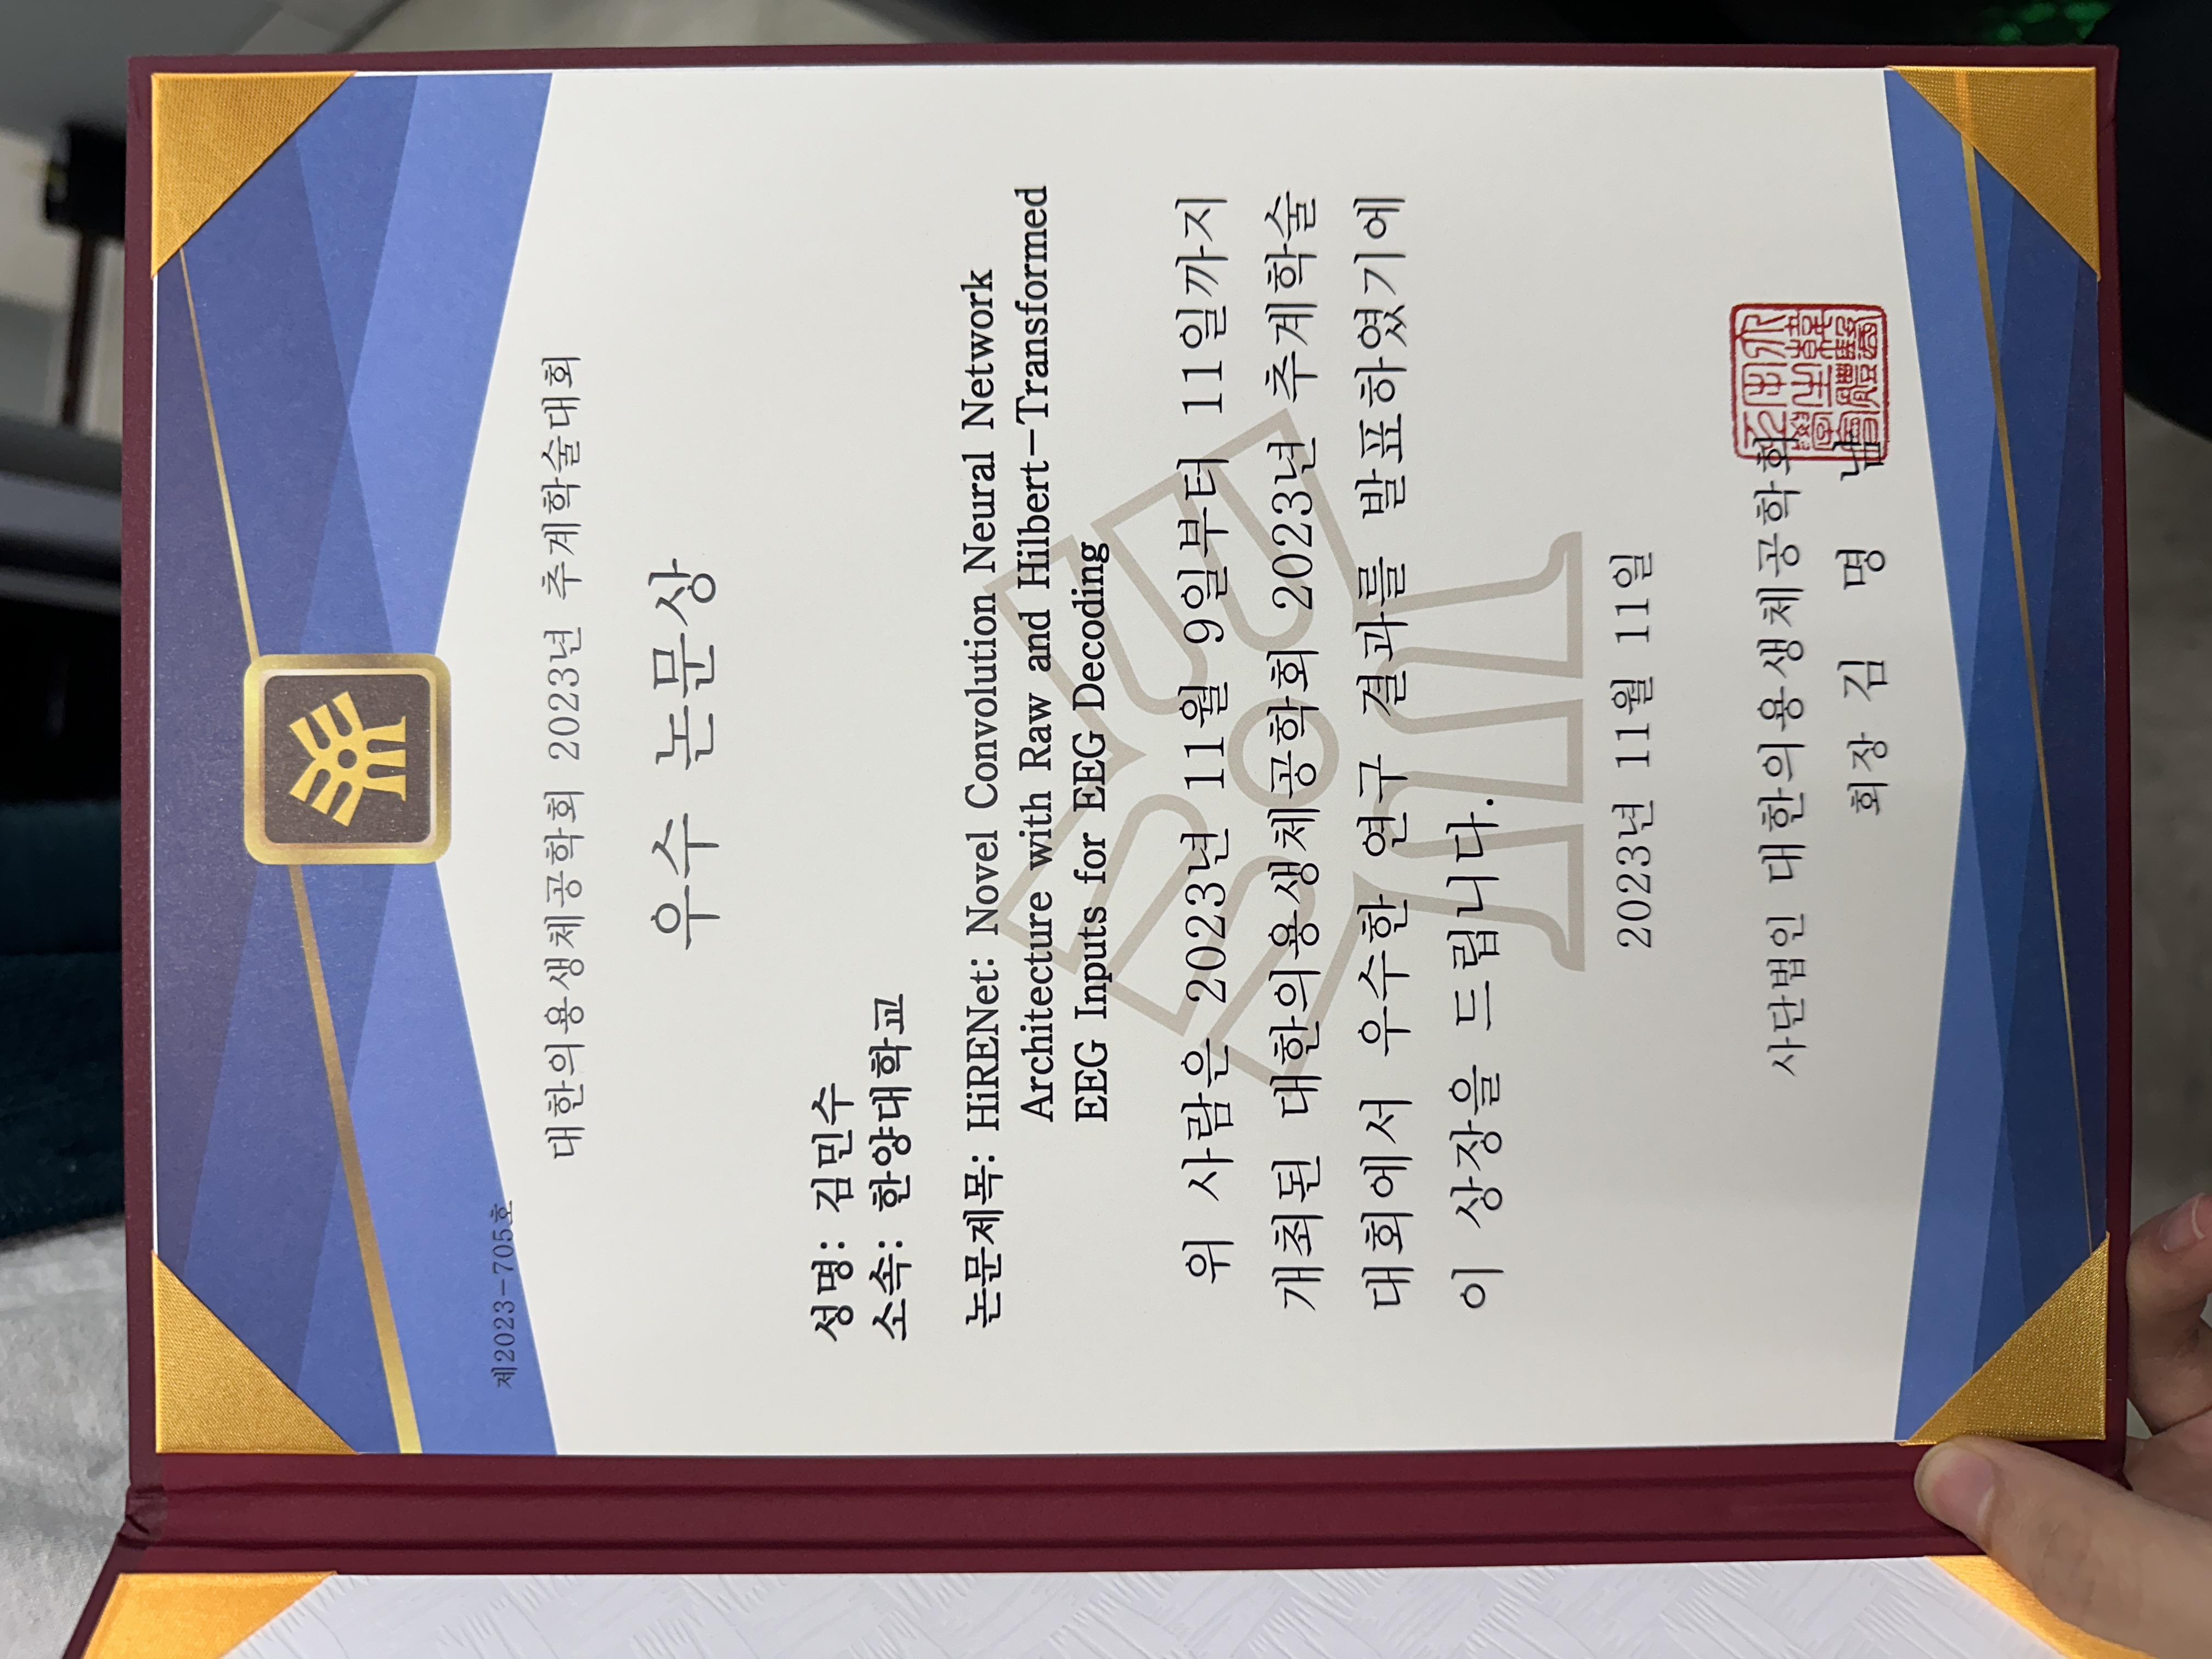 제2023-705호
대한의용생체공학회 2023년 추계학술대회
우수 논문상
성명: 김민수
소속: 한양대학교
논문제목: HiRENet: Novel Convolution Neural Network
Architecture with Raw and Hilbert-Transformed
EEG Inputs for EEG Decoding
위 사람은 2023년 11월 9일부터 11일까지
개최된 대한의용생체공학회 2023년 추계학술
대회에서 우수한 연구 결과를 발표하였기에
이 상장을 드립니다.
2023년 11월 11일
사단법인 대한의용생체공학회
회장 김 명 남